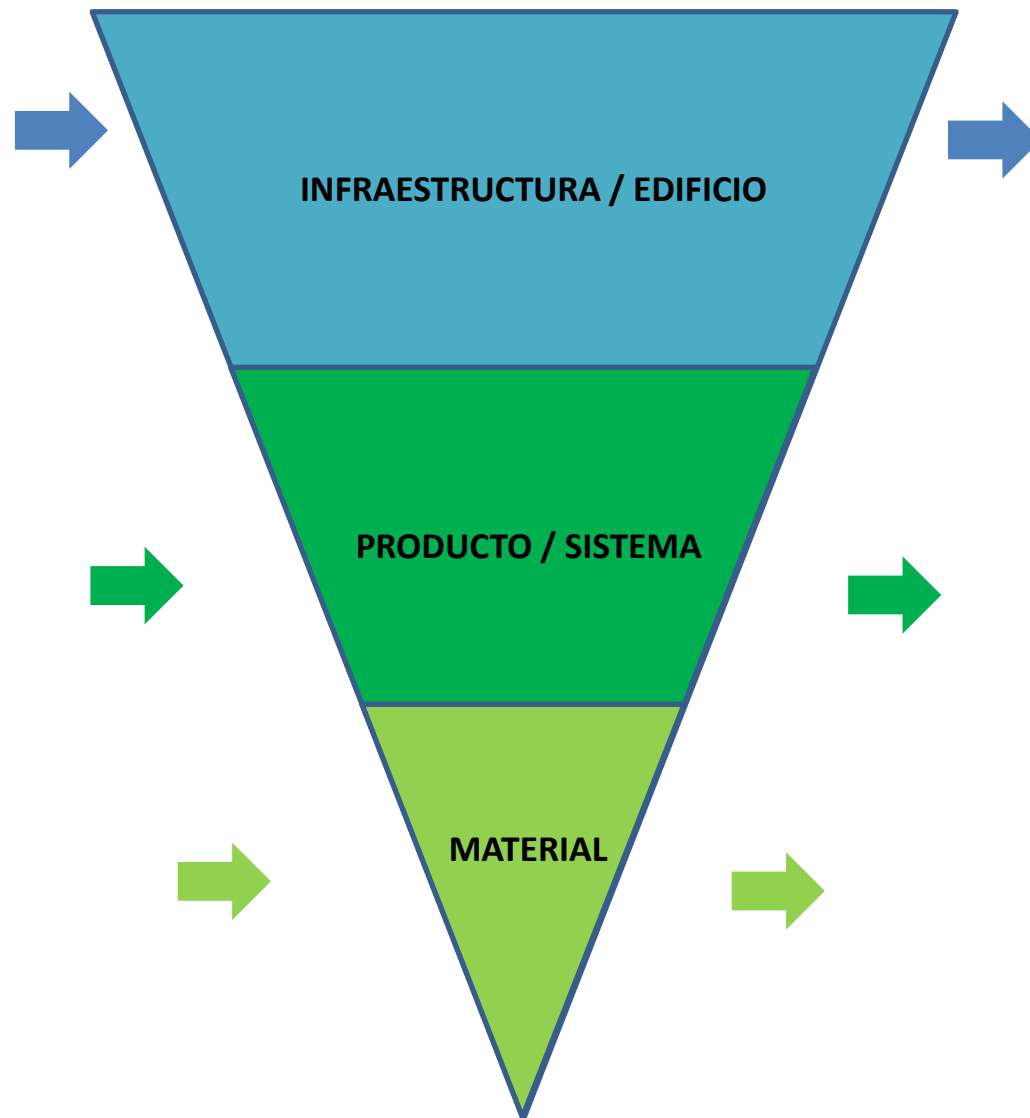 INFRAESTRUCTURA / EDIFICIO
PRODUCTO / SISTEMA
MATERIAL